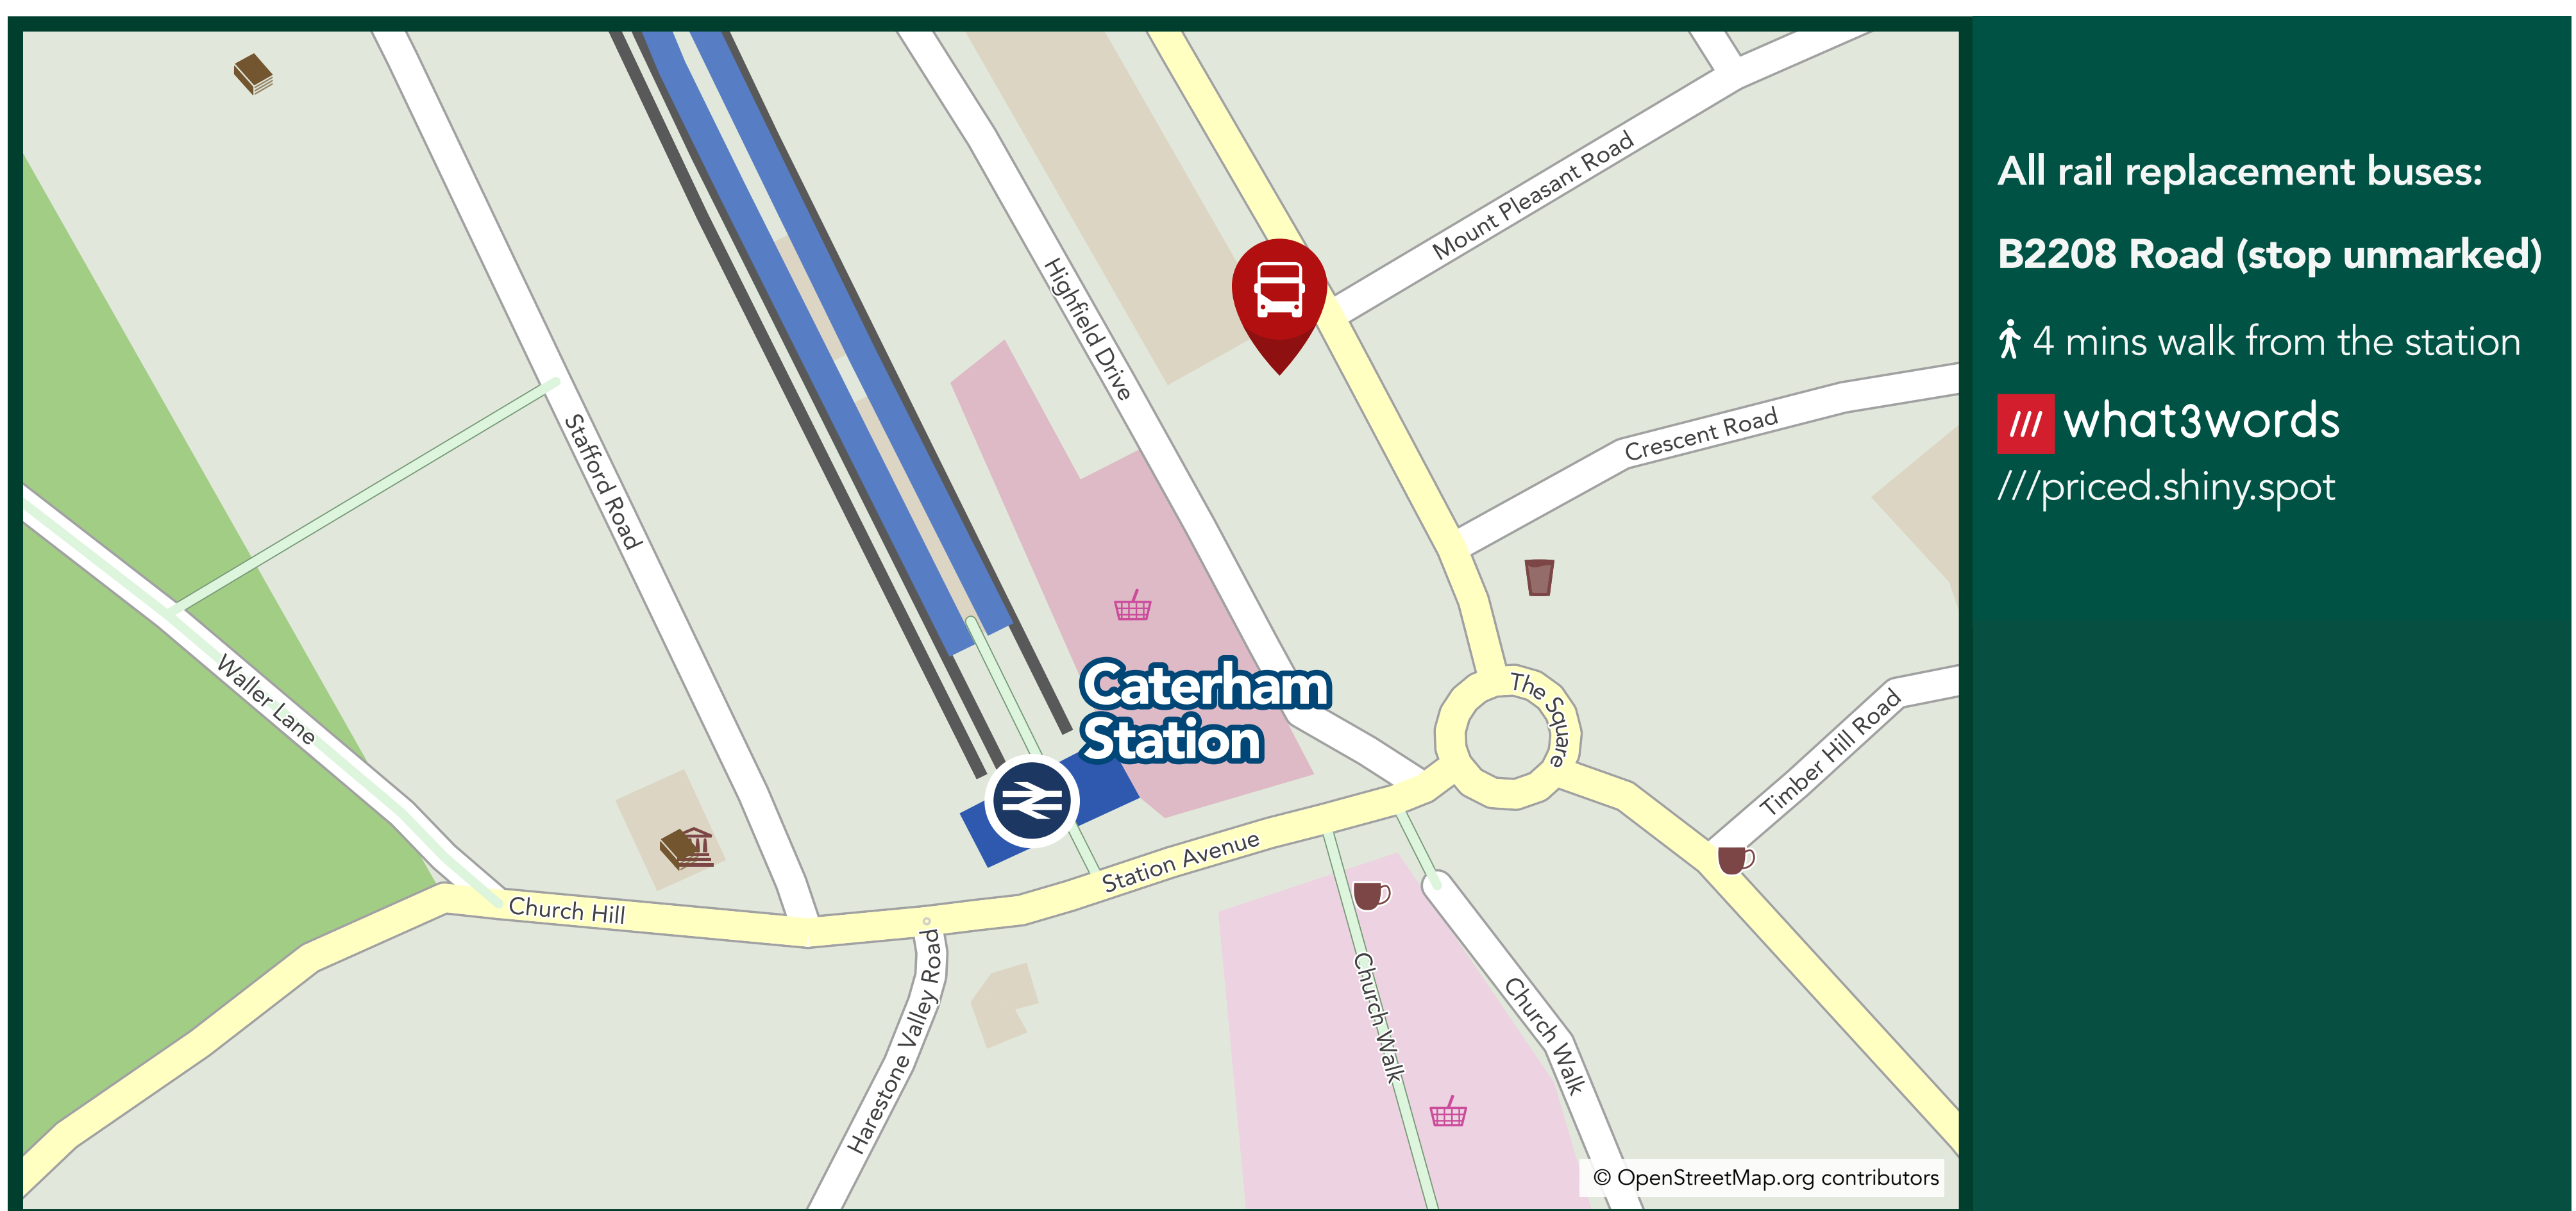 Mount Pleasant Road
Highfield Drive
Stafford Road
Crescent Road
Waller Lane
Caterham
Station
The Square
Timber Hill Road
Station Avenue
Church Hill
Harestone Valley Road
Church Walk
Church Walk
© OpenStreetMap.org contributors
All rail replacement buses:
B2208 Road (stop unmarked)
4 mins walk from the station
what3words
///priced.shiny.spot